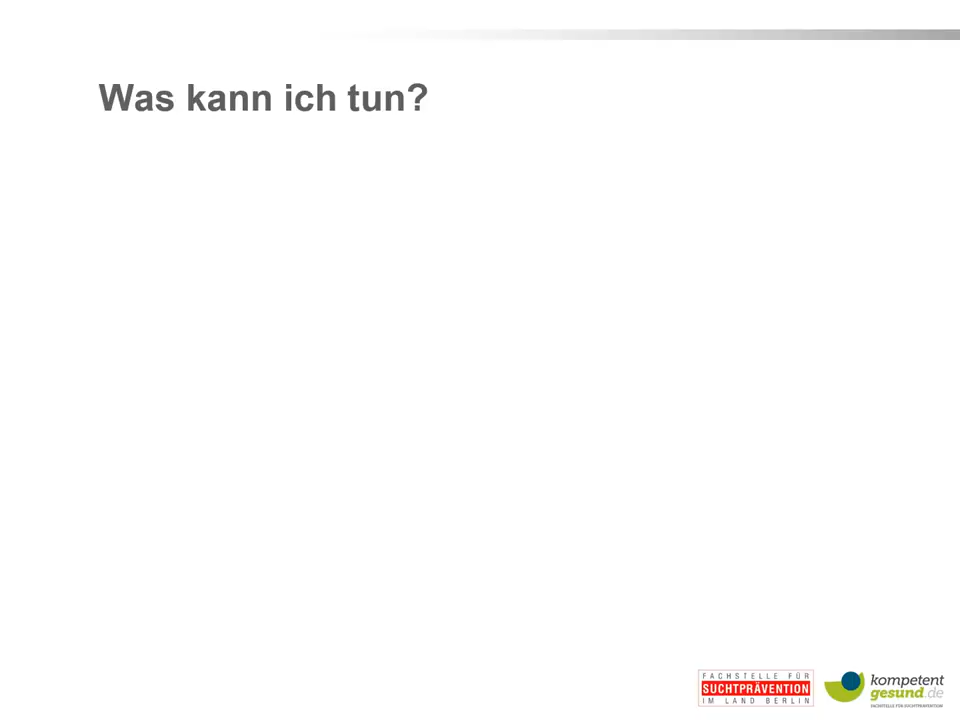 Was kann ich tun?
FACHSTELLE FÜR
SUCHTPRÄVENTION
IM LAND BERLIN
kompetent
gesund.de
FACHSTELLE FÜR SUCHTPRÄVENTION